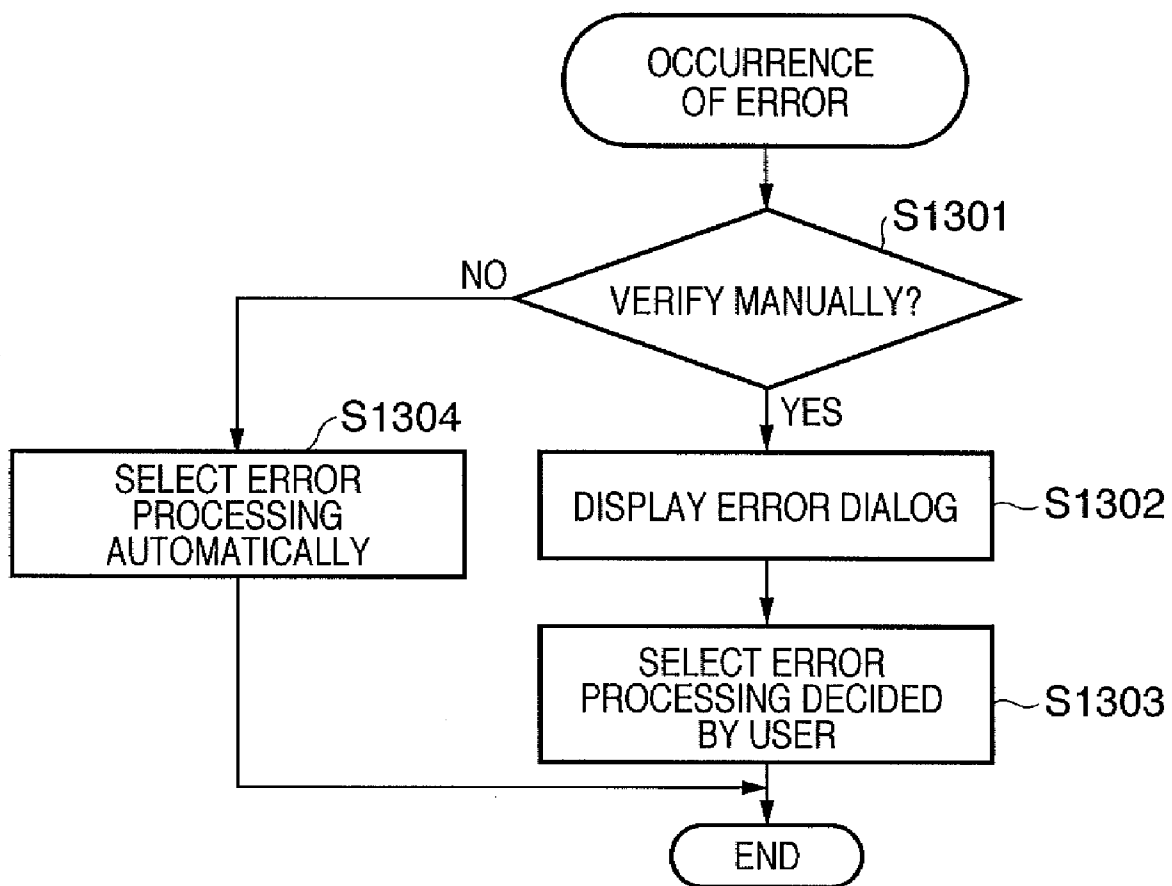 OCCURRENCE
OF ERROR
S1301
NO
VERIFY MANUALLY?
YES
S1304
SELECT ERROR
PROCESSING
AUTOMATICALLY
DISPLAY ERROR DIALOG
S1302
SELECT ERROR
PROCESSING DECIDED
BY USER
S1303
END